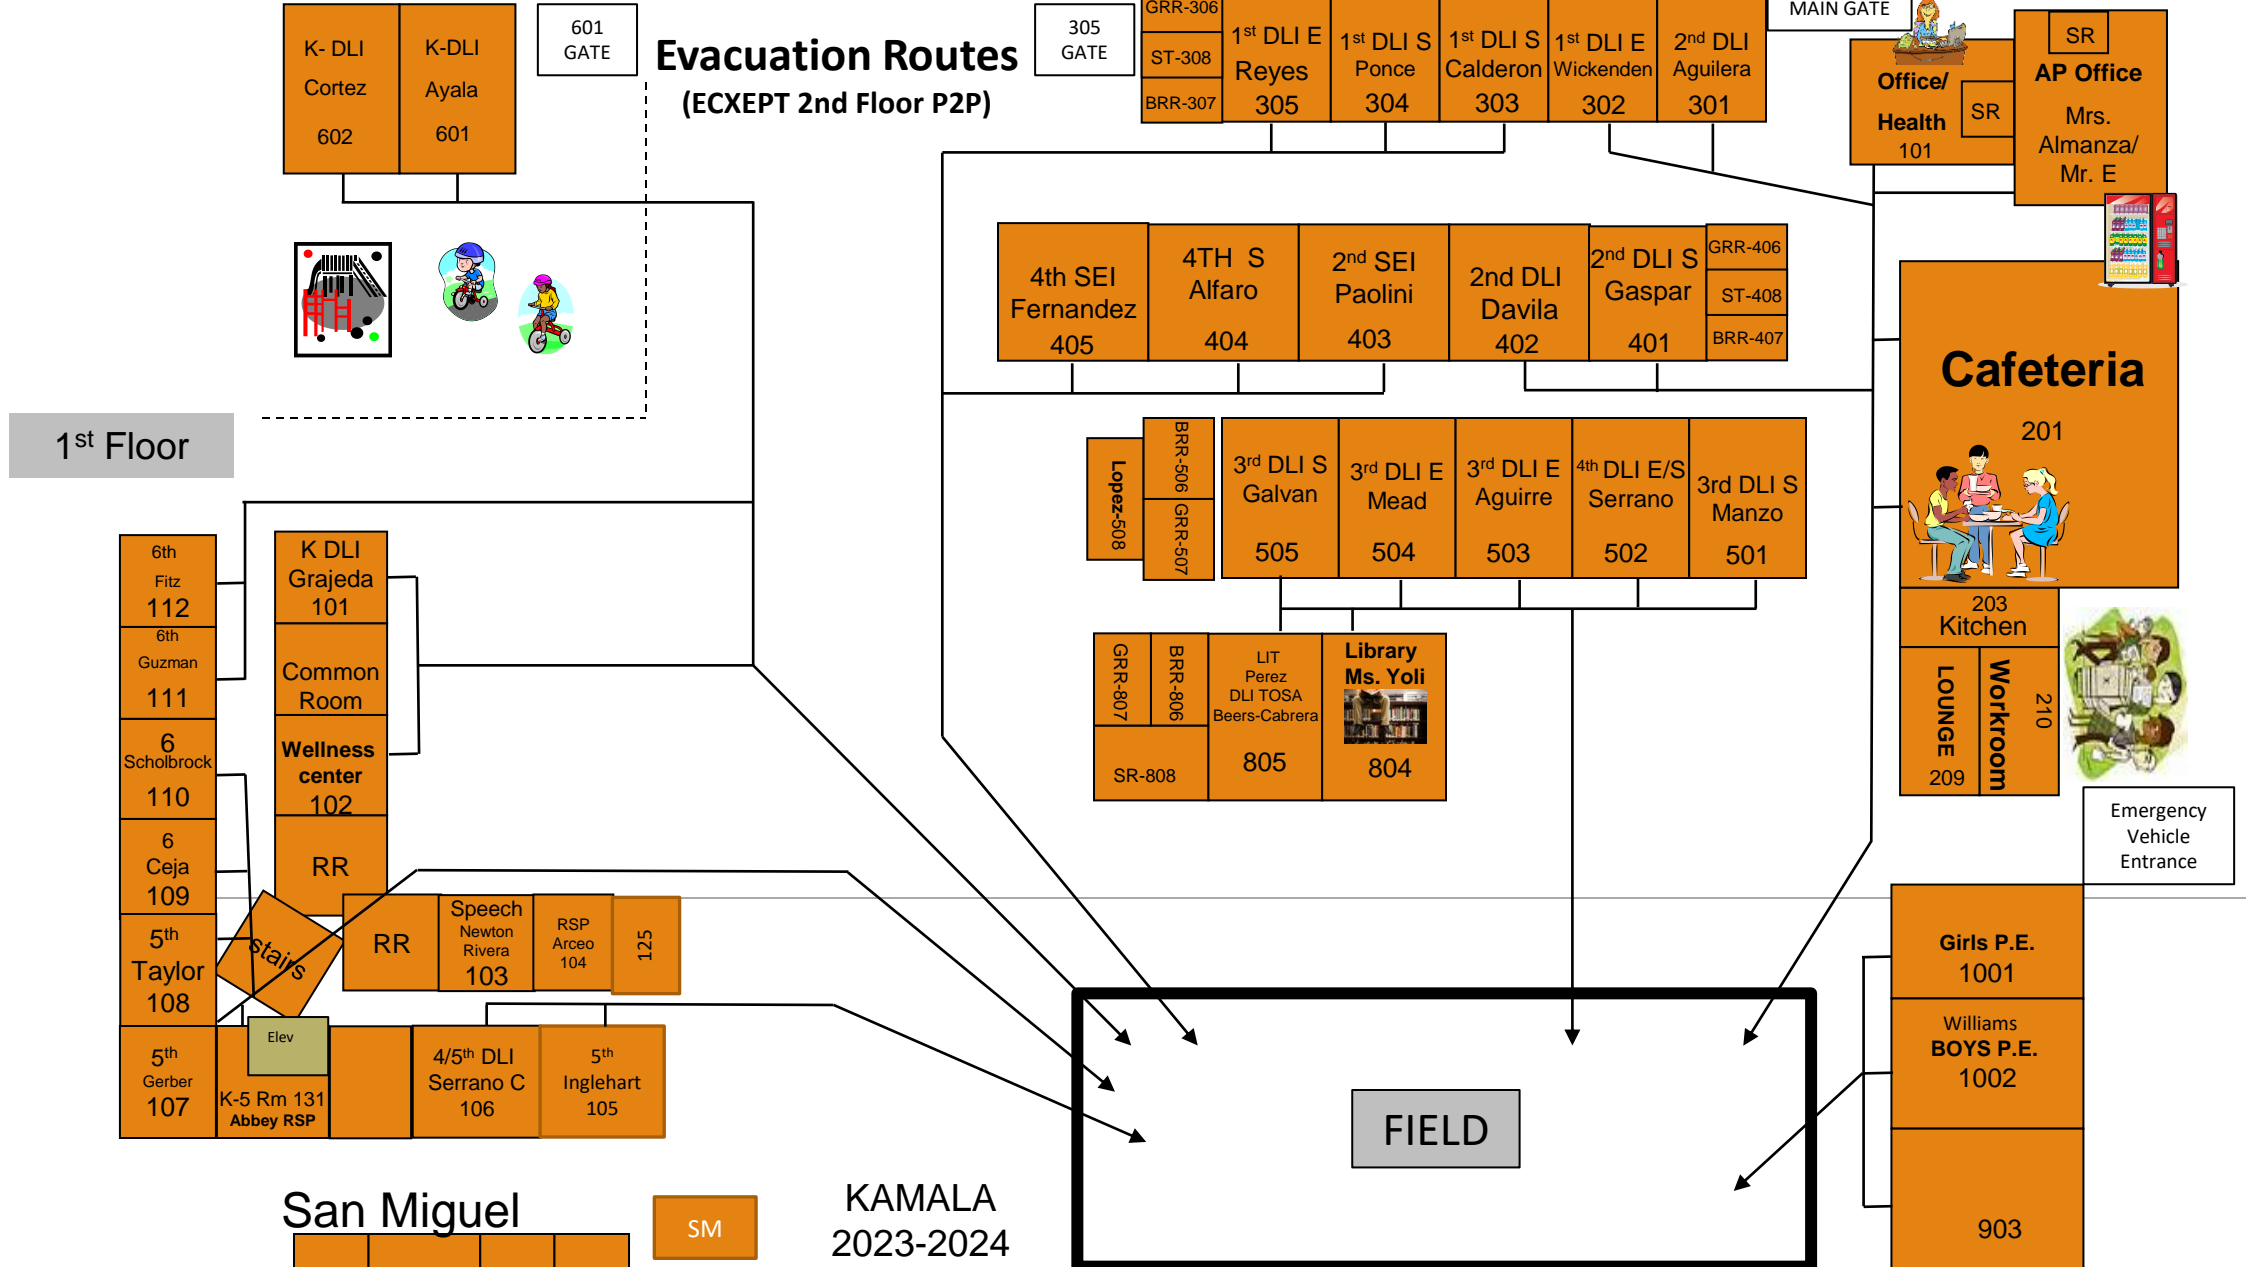 K- DLI
Cortez
602
K-DLI
Ayala
601
601
GATE
Evacuation Routes
(ECXEPT 2nd Floor P2P)
305
GATE
GRR-306
ST-308
BRR-307
1st DLI E
Reyes
305
1st DLI S
Ponce
304
1st DLI S
Calderon
303
1st DLI E
Wickenden
302
2nd DLI
Aguilera
301
MAIN GATE
Office/
Health
101
SR
SR
AP Office
Mrs.
Almanza/
Mr. E
4th SEI
Fernandez
405
4TH S
Alfaro
404
2nd SEI
Paolini
403
2nd DLI
Davila
402
2nd DLI S
Gaspar
401
GRR-406
ST-408
BRR-407
Cafeteria
201
1st Floor
Lopez-508
BRR-506
GRR-507
3rd DLI S
Galvan
505
3rd DLI E
Mead
504
3rd DLI E
Aguirre
503
4th DLI E/S
Serrano
502
3rd DLI S
Manzo
501
203
Kitchen
LOUNGE
209
Workroom
210
6th
Fitz
112
6th
Guzman
111
6
Scholbrock
110
6
Ceja
109
5th
Taylor
108
5th
Gerber
107
K DLI
Grajeda
101
Common
Room
Wellness
center
102
RR
GRR-807
BRR-806
SR-808
LIT
Perez
DLI TOSA
Beers-Cabrera
805
Library
Ms. Yoli
804
Emergency
Vehicle
Entrance
stairs
RR
Speech
Newton
Rivera
103
RSP
Arceo
104
125
Elev
K-5 Rm 131
Abbey RSP
4/5th DLI
Serrano C
106
5th
Inglehart
105
Girls P.E.
1001
Williams
BOYS P.E.
1002
903
FIELD
San Miguel
SM
KAMALA
2023-2024